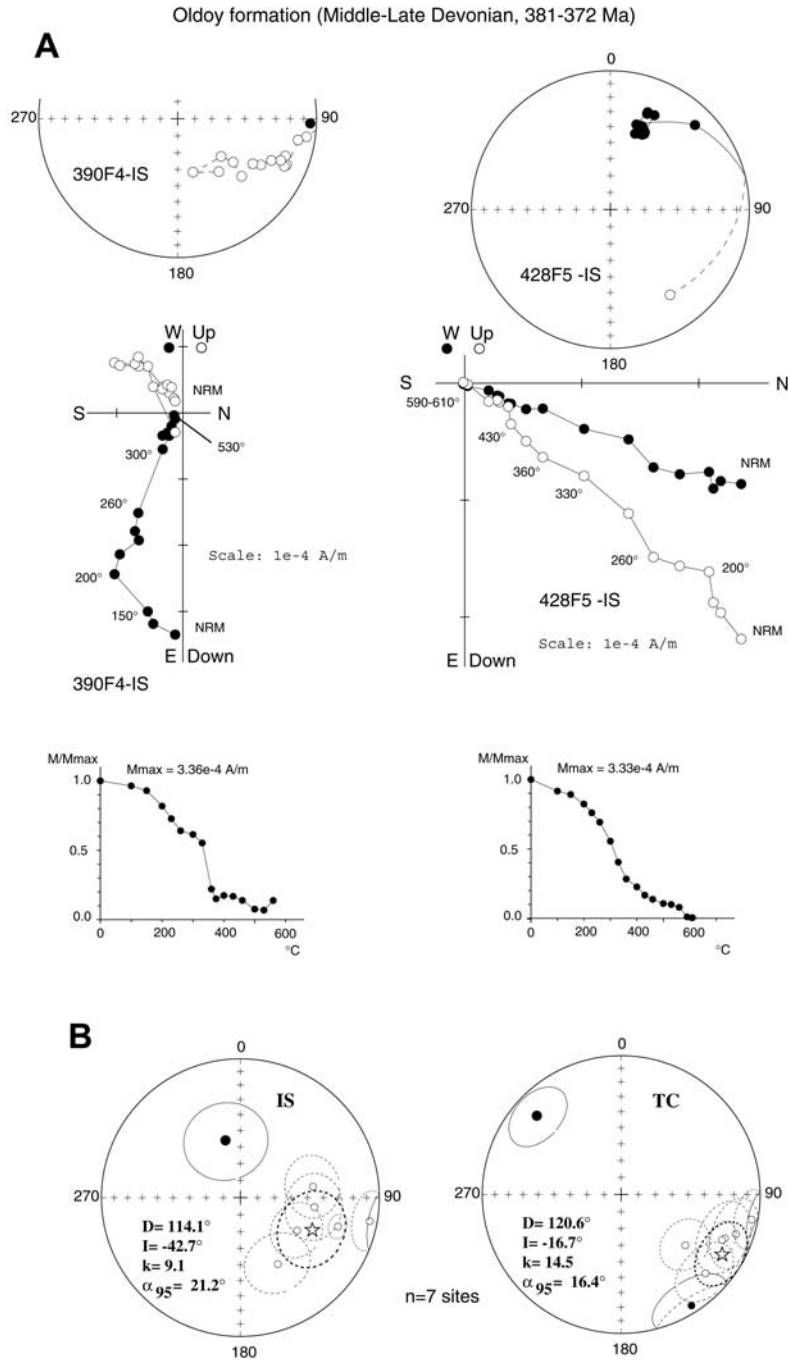 Oldoy formation (Middle-Late Devonian, 381-372 Ma)
A
270
90
390F4-IS
180
0
270
90
428F5 -IS
180
W Up
NRM
S N
530°
300°
260°
Scale: 1e-4 A/m
200°
150°
NRM
E Down
390F4-IS
W Up
S N
590-610°
430°
360°
NRM
330°
260° 200°
428F5 -IS
NRM
Scale: 1e-4 A/m
E Down
M/Mmax
Mmax = 3.36e-4 A/m
1.0
0.5
0.0
0 200 400 600
°C
M/Mmax
Mmax = 3.33e-4 A/m
1.0
0.5
0.0
0 200 400 600
°C
B
0
IS
270
90
D= 114.1°
I= -42.7°
k= 9.1
α95= 21.2°
180
n=7 sites
0
TC
270
90
D= 120.6°
I= -16.7°
k= 14.5
α95= 16.4°
180